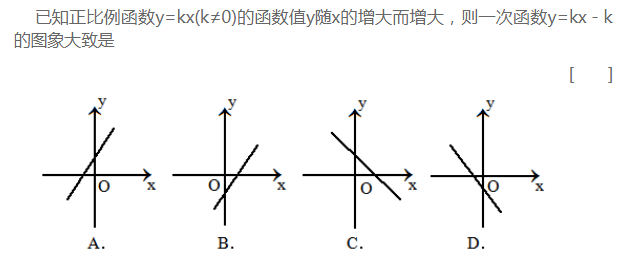 已知正比例函数y=kx(k≠0)的函数值y随x的增大而增大，则一次函数y=kx－k
的图象大致是
[ ]
y y y y
O x O x O x O x
A. B. C. D.